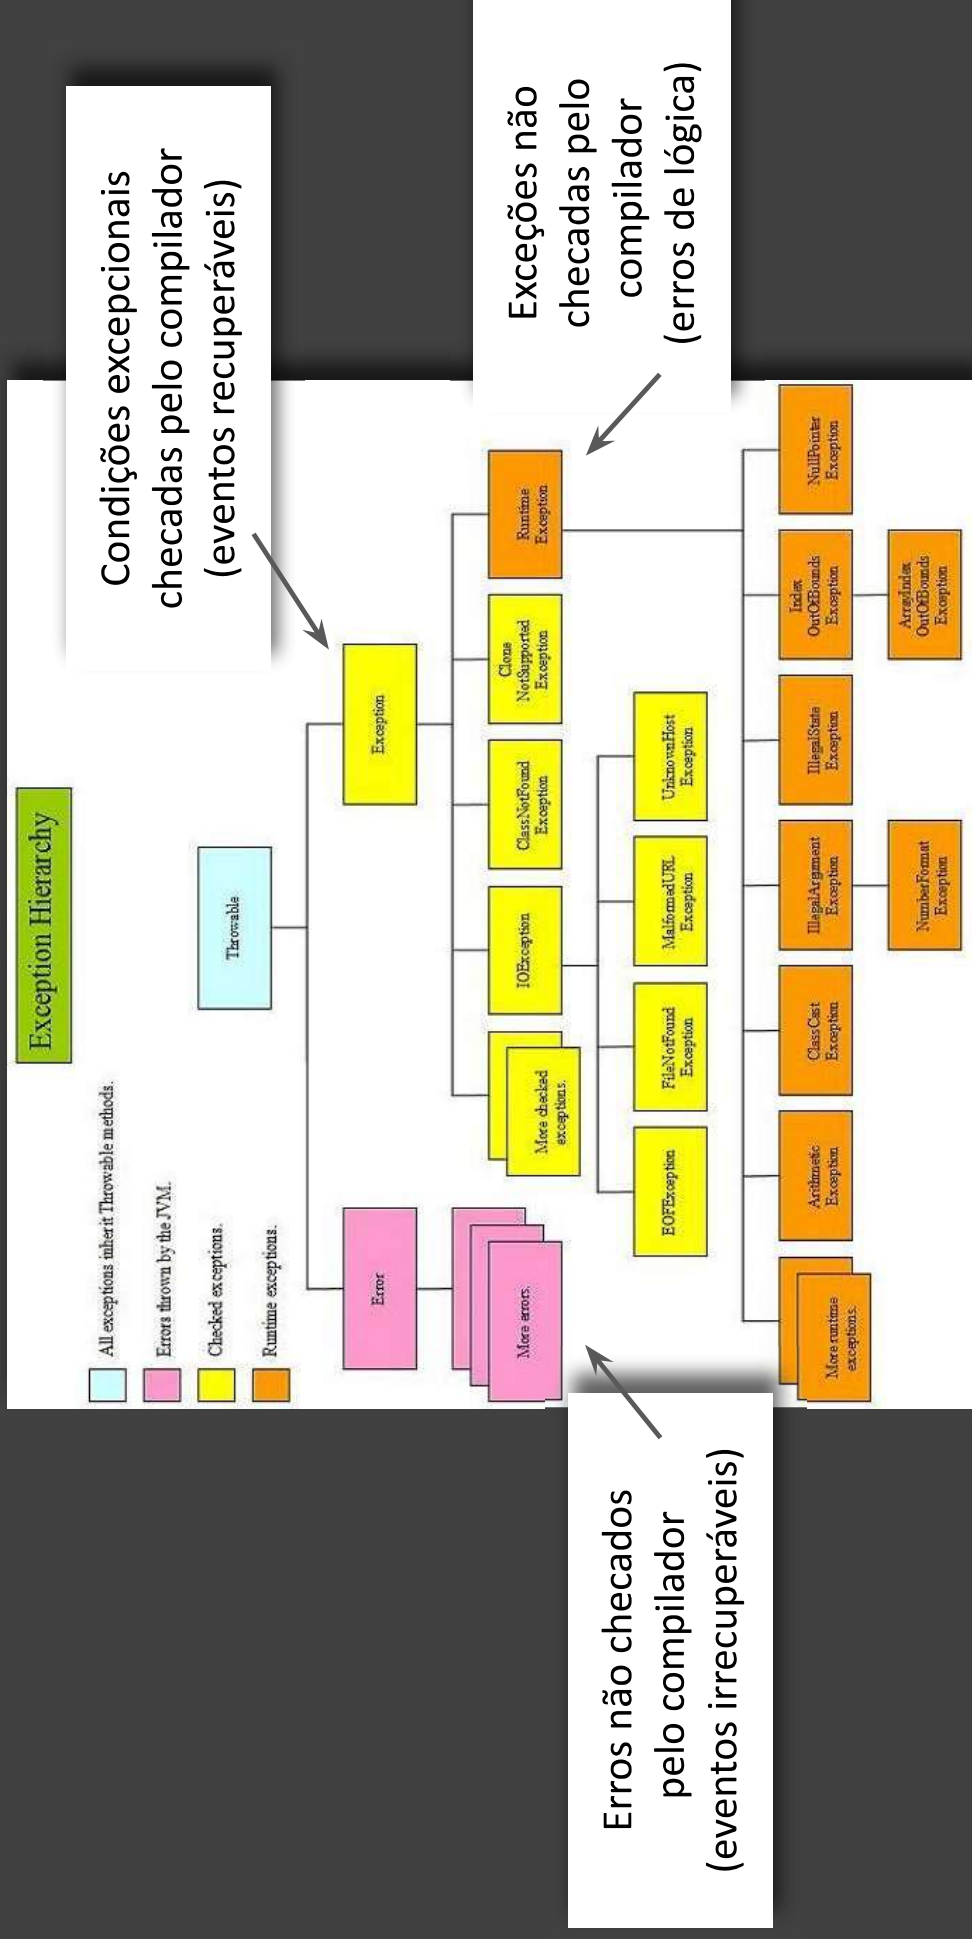 Exception Hierarchy
All exceptions inherit Throwable methods.
Errors thrown by the JVM.
Checked exceptions.
Runtime exceptions.
Condições excepcionais
checadas pelo compilador
(eventos recuperáveis)
Throwable
Error
Exception
More errors.
More checked
exceptions.
IOException
ClassNotFound
Exception
Clone
NotSupported
Exception
Runtime
Exception
Exceções não
checadas pelo
compilador
(erros de lógica)
Erros não checados
pelo compilador
(eventos irrecuperáveis)
EOFException
FileNotFound
Exception
MalformedURL
Exception
UnknownHost
Exception
More runtime
exceptions.
Arithmetic
Exception
ClassCast
Exception
IllegalArgument
Exception
IllegalState
Exception
Index
OutOfBounds
Exception
NullPointer
Exception
NumberFormat
Exception
ArrayIndex
OutOfBounds
Exception